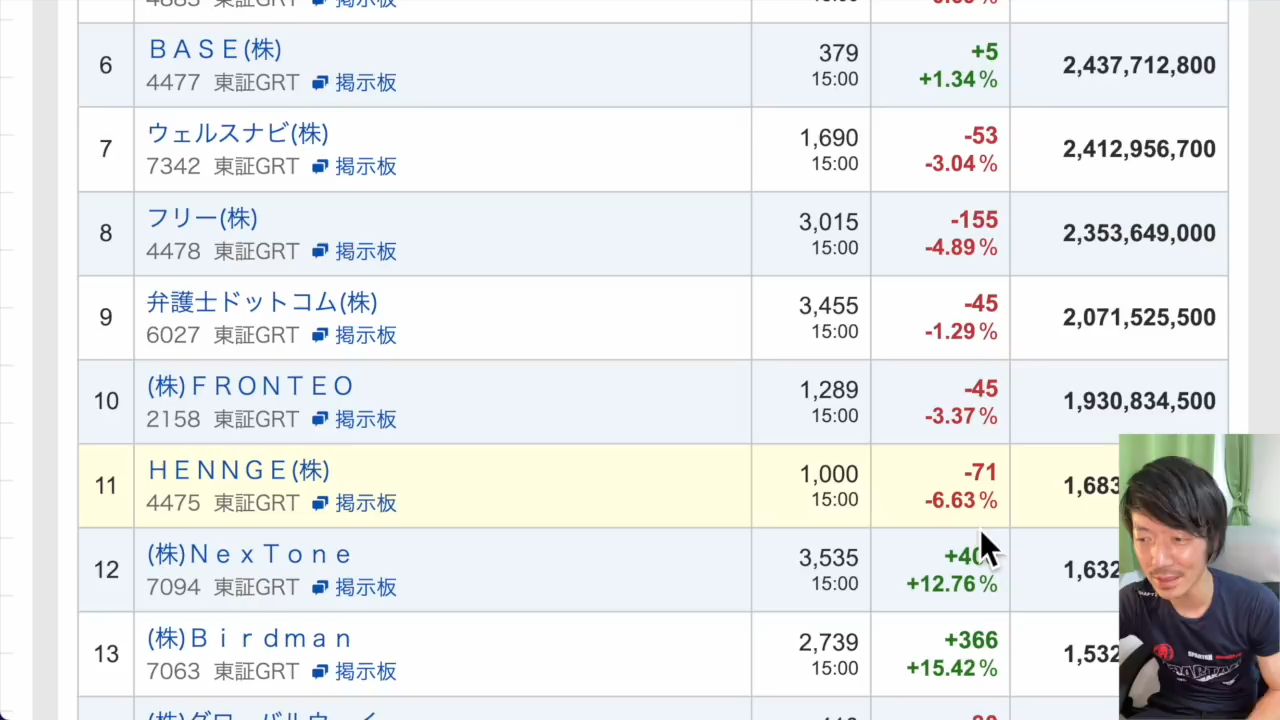 6
ＢＡＳＥ(株)
4477 東証GRT 掲示板
379
15:00
+5
+1.34%
2,437,712,800
7
ウェルスナビ(株)
7342 東証GRT 掲示板
1,690
15:00
-53
-3.04%
2,412,956,700
8
フリー(株)
4478 東証GRT 掲示板
3,015
15:00
-155
-4.89%
2,353,649,000
9
弁護士ドットコム(株)
6027 東証GRT 掲示板
3,455
15:00
-45
-1.29%
2,071,525,500
10
(株)ＦＲＯＮＴＥＯ
2158 東証GRT 掲示板
1,289
15:00
-45
-3.37%
1,930,834,500
11
ＨＥＮＮＧＥ(株)
4475 東証GRT 掲示板
1,000
15:00
-71
-6.63%
1,683
12
(株)ＮｅｘＴｏｎｅ
7094 東証GRT 掲示板
3,535
15:00
+40
+12.76%
1,632
13
(株)Ｂｉｒｄｍａｎ
7063 東証GRT 掲示板
2,739
15:00
+366
+15.42%
1,532
SPARTAN